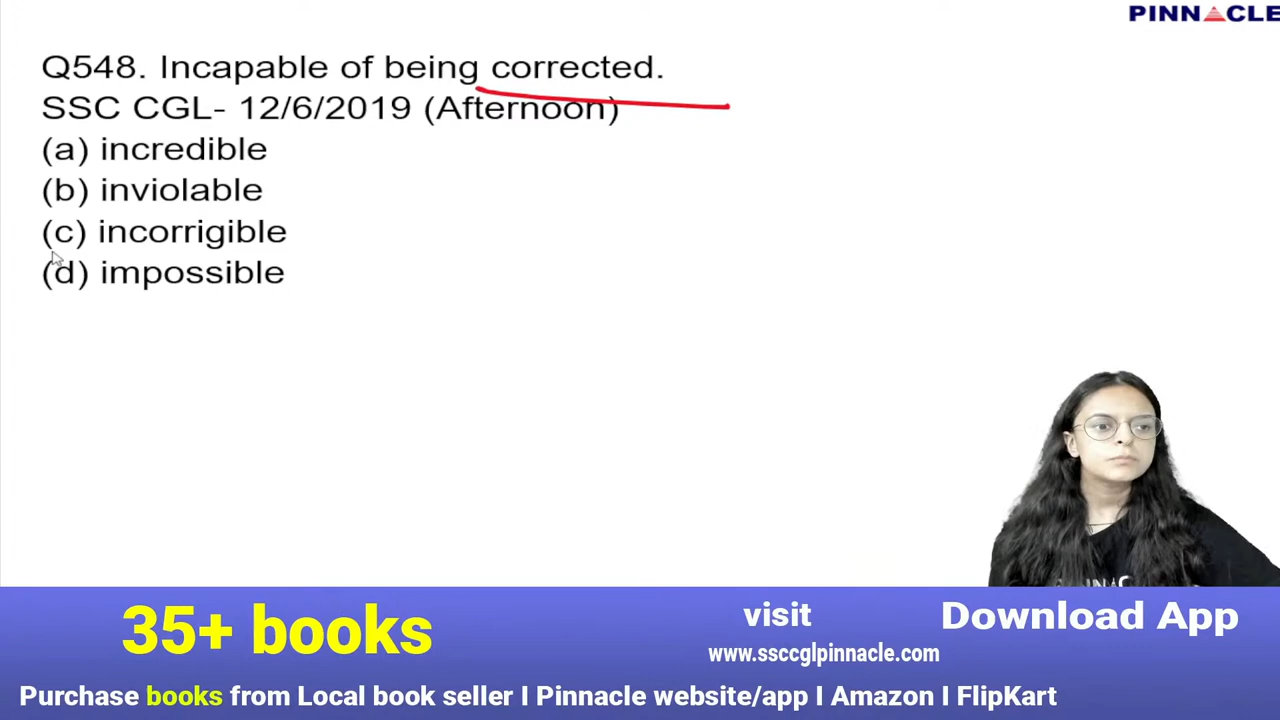 PINNACLE
Q548. Incapable of being corrected.
SSC CGL- 12/6/2019 (Afternoon)
(a) incredible
(b) inviolable
(c) incorrigible
(d) impossible
35+ books
visit
www.ssccglpinnacle.com
Download App
Purchase books from Local book seller I Pinnacle website/app I Amazon I FlipKart